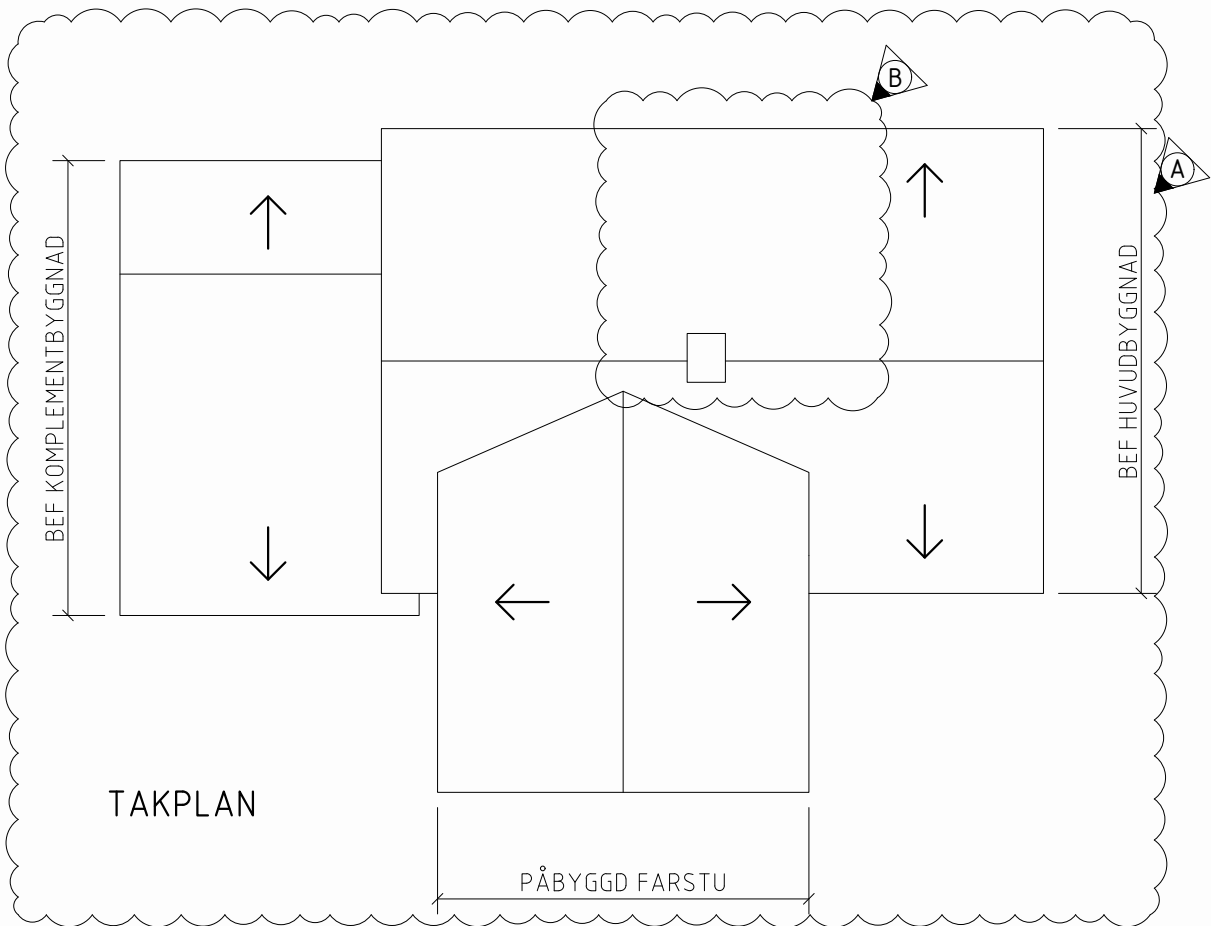 B
A
BEF KOMPLEMENTBYGGNAD
BEF HUVUDBYGGNAD
TAKPLAN
PÅBYGGD FARSTU